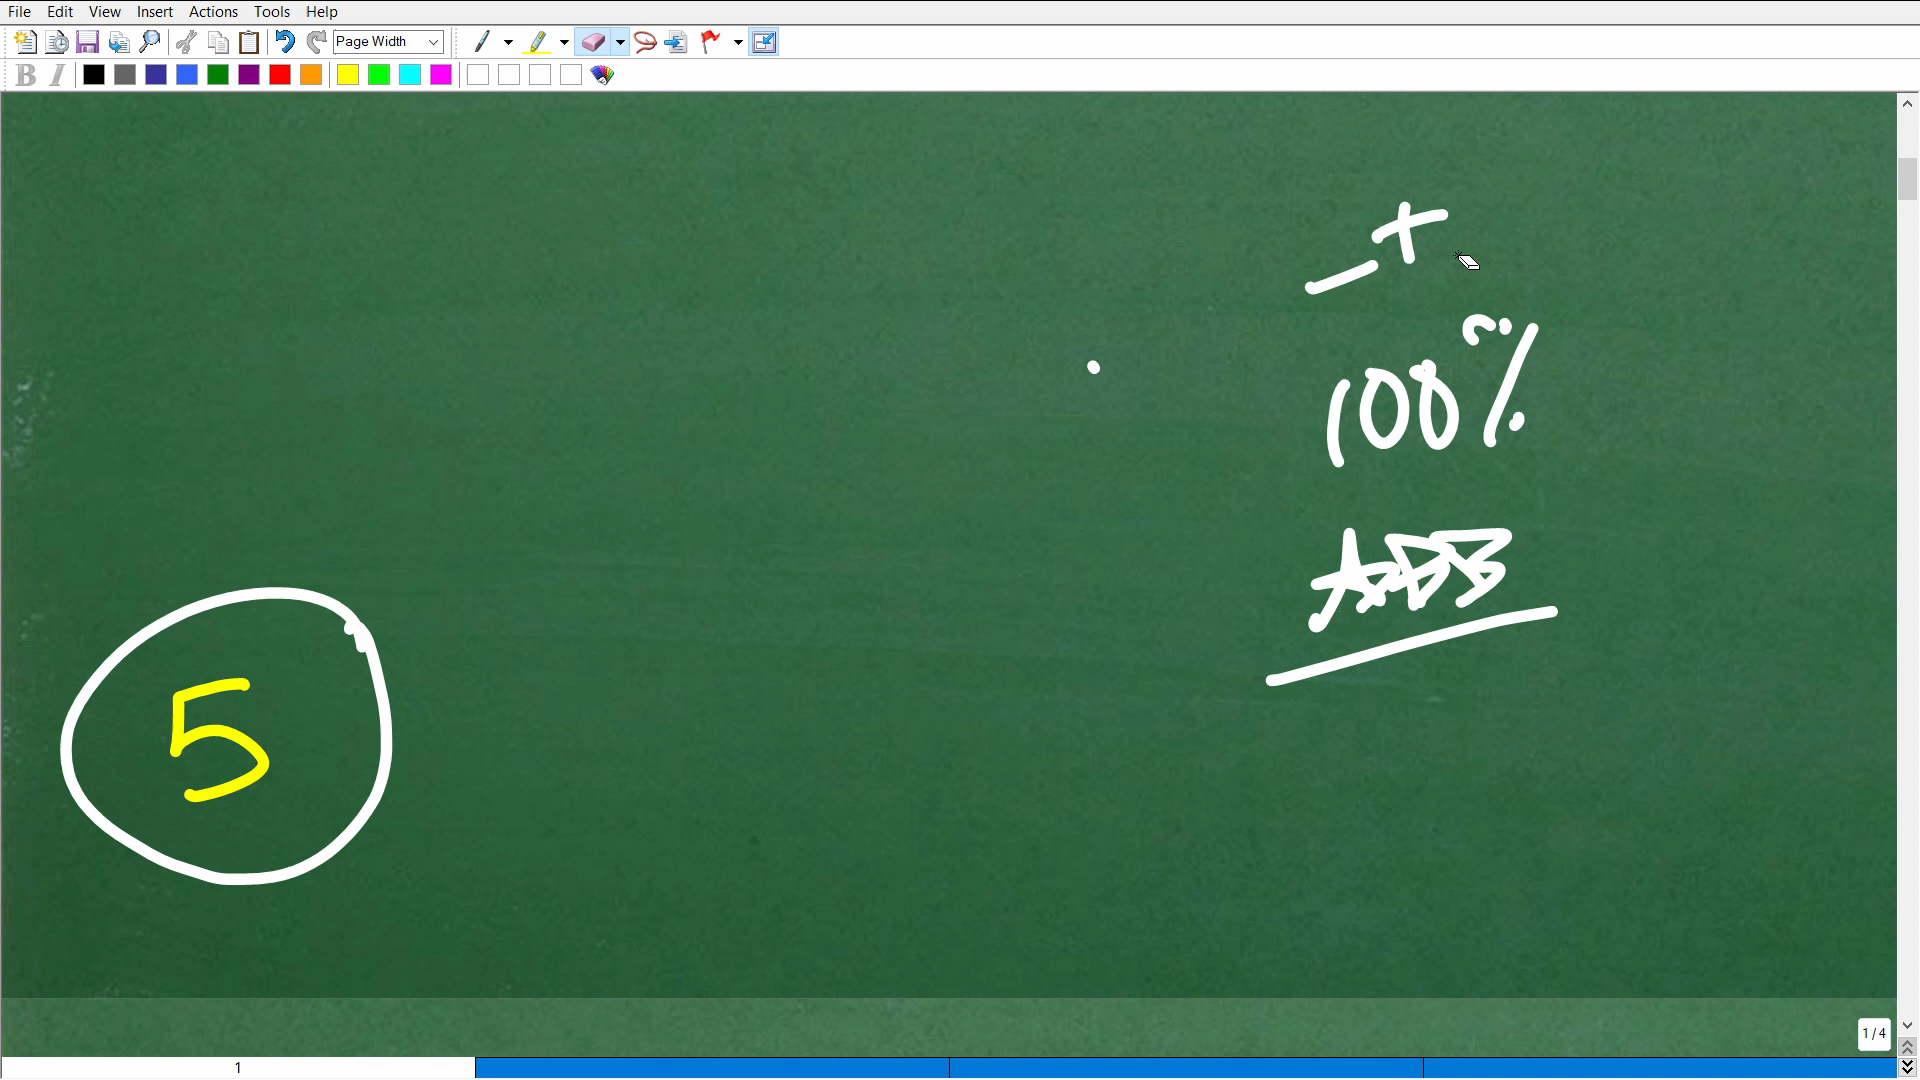 File Edit View Insert Actions Tools Help
Page Width
B I
+
100%
5
1 / 4
1